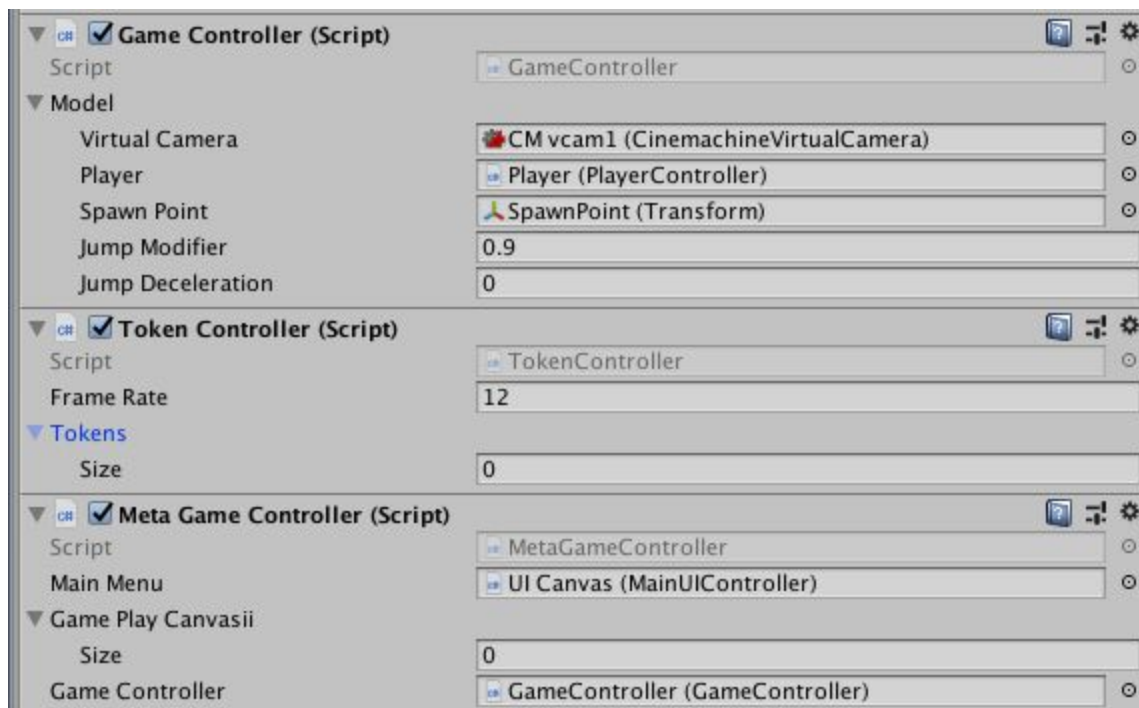 Game Controller (Script)
Script GameController
Model
Virtual Camera CM vcam1 (CinemachineVirtualCamera)
Player Player (PlayerController)
Spawn Point SpawnPoint (Transform)
Jump Modifier 0.9
Jump Deceleration 0
Token Controller (Script)
Script TokenController
Frame Rate 12
Tokens
Size 0
Meta Game Controller (Script)
Script MetaGameController
Main Menu UI Canvas (MainUIController)
Game Play Canvasii
Size 0
Game Controller GameController (GameController)